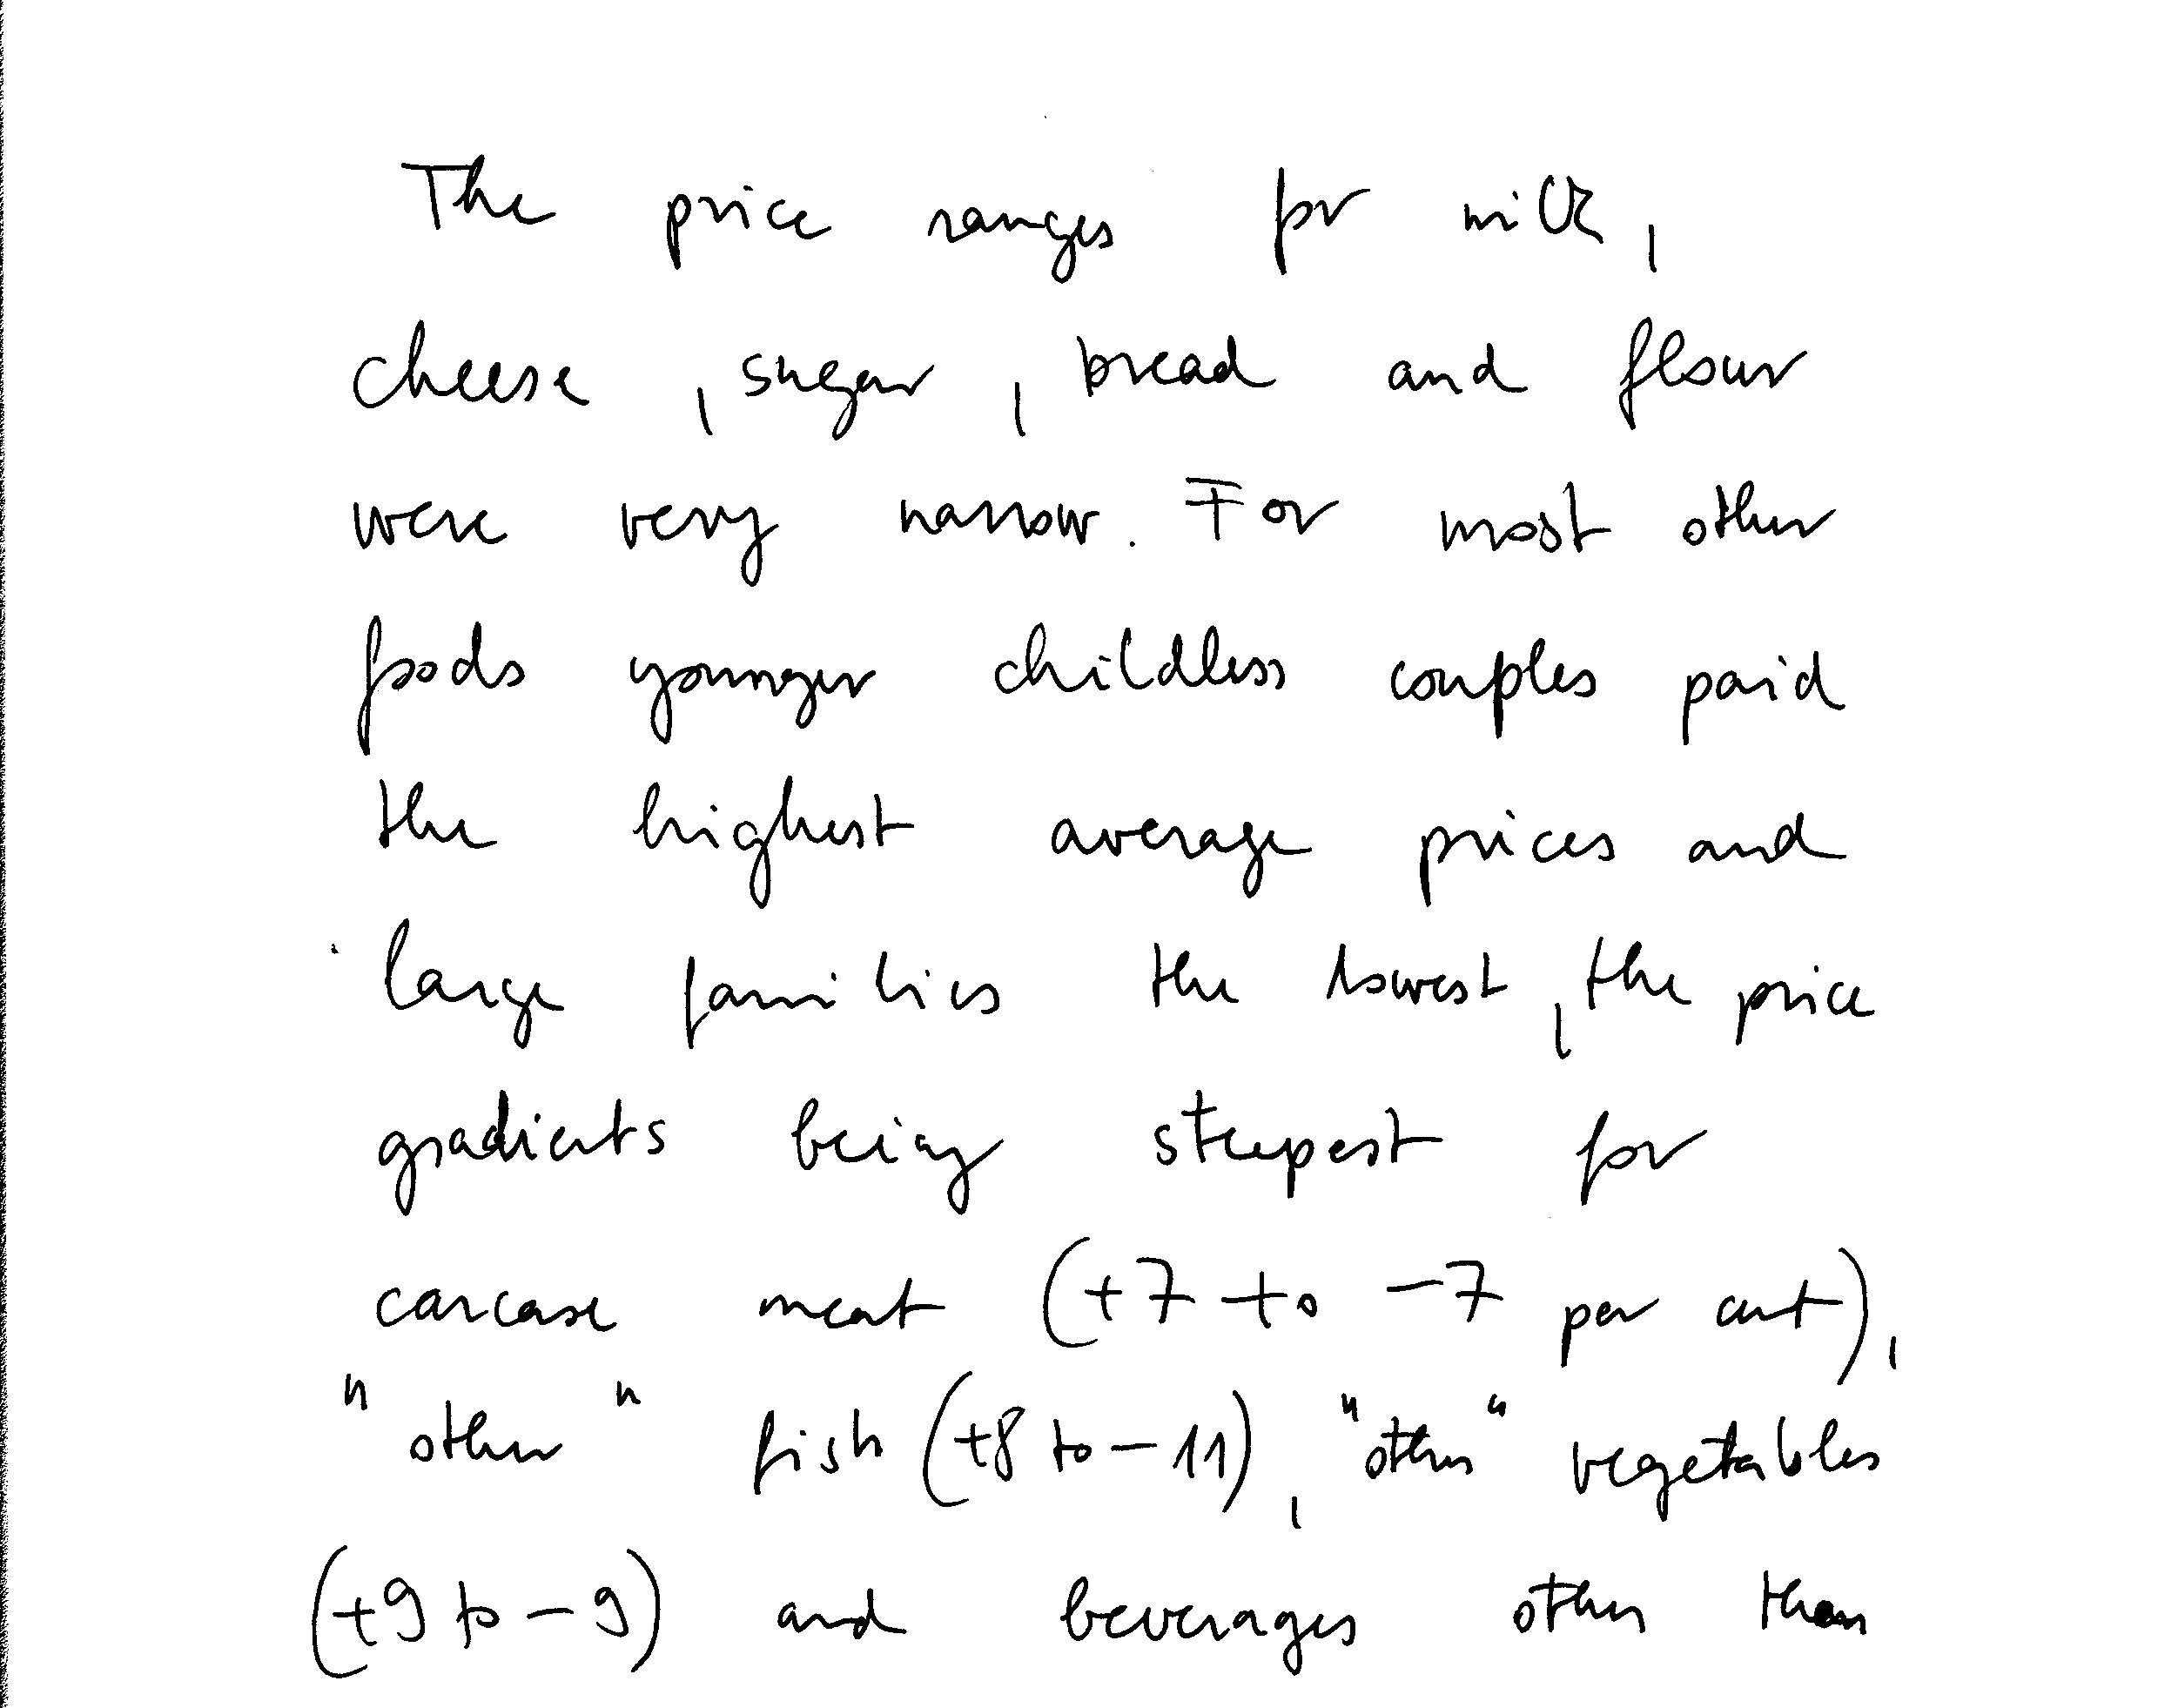 The price ranges for milk,
cheese, sugar, bread and flour
were very narrow. For most other
foods younger childless couples paid
the highest average prices and
large families the lowest, the price
gradients being steepest for
carcase meat (+7 to -7 per cent),
"other" fish (+8 to -11), "other" vegetables
(+9 to -9) and beverages other than